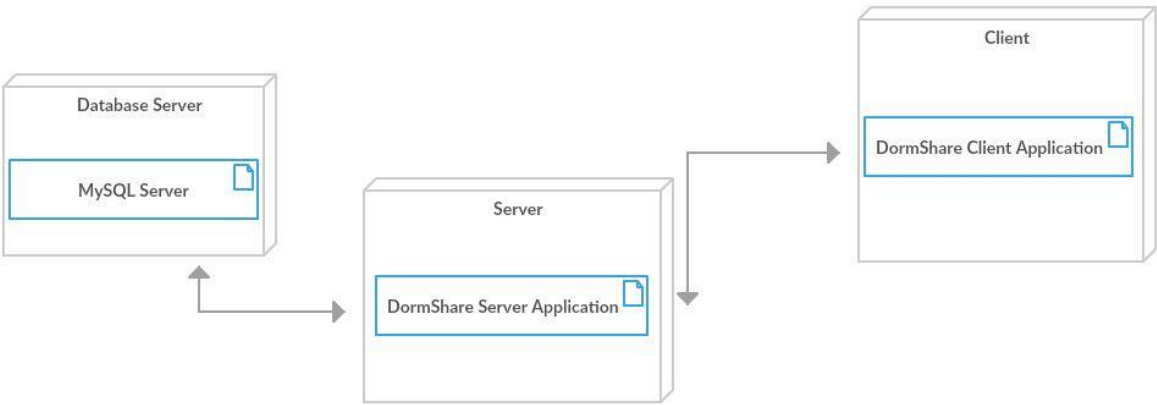 Client
Database Server
DormShare Client Application
MySQL Server
Server
DormShare Server Application